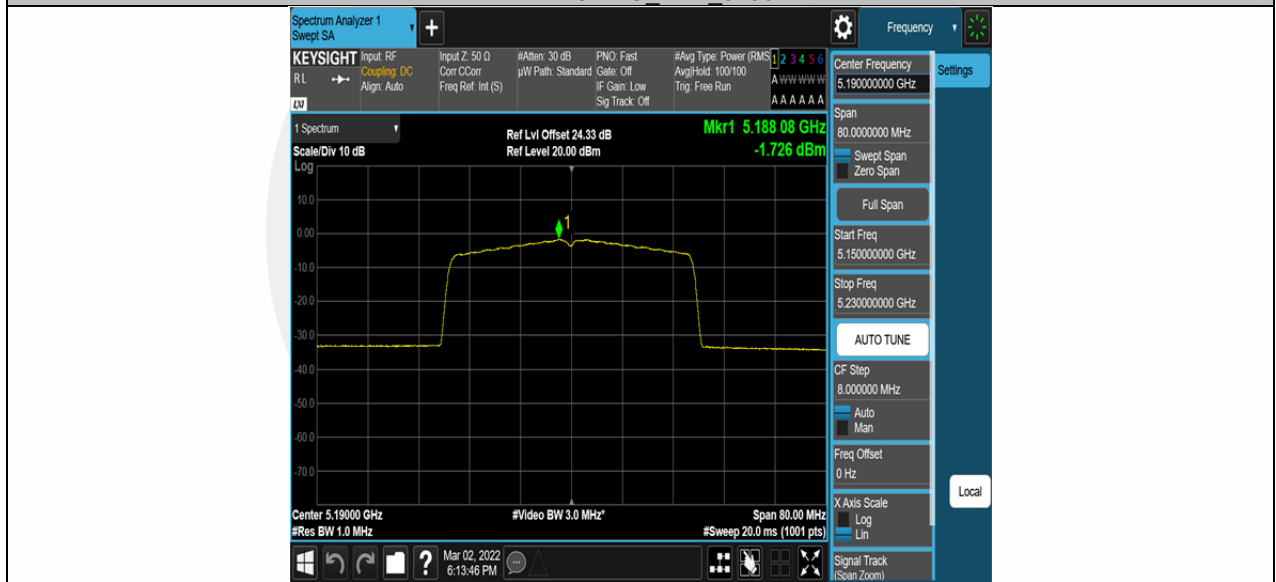 Spectrum Analyzer 1
Swept SA
+
Frequency
KEYSIGHT
RL
LXI
Input: RF
Coupling: DC
Align: Auto
Input Z: 50 Ω
Corr CCorr
Freq Ref: Int (S)
#Atten: 30 dB
µW Path: Standard
PNO: Fast
Gate: Off
IF Gain: Low
Sig Track: Off
#Avg Type: Power (RMS
Avg|Hold: 100/100
Trig: Free Run
1 2 3 4 5 6
A W W W W W
A A A A A A
1 Spectrum
Scale/Div 10 dB
Log
Ref Lvl Offset 24.33 dB
Ref Level 20.00 dBm
Mkr1 5.188 08 GHz
-1.726 dBm
10.0
0.00
-10.0
-20.0
-30.0
-40.0
-50.0
-60.0
-70.0
1
Center 5.19000 GHz
#Res BW 1.0 MHz
#Video BW 3.0 MHz*
Span 80.00 MHz
#Sweep 20.0 ms (1001 pts)
?
Mar 02, 2022
6:13:46 PM
Center Frequency
5.190000000 GHz
Span
80.0000000 MHz
Swept Span
Zero Span
Full Span
Start Freq
5.150000000 GHz
Stop Freq
5.230000000 GHz
AUTO TUNE
CF Step
8.000000 MHz
Auto
Man
Freq Offset
0 Hz
X Axis Scale
Log
Lin
Signal Track
(Span Zoom)
Settings
Local